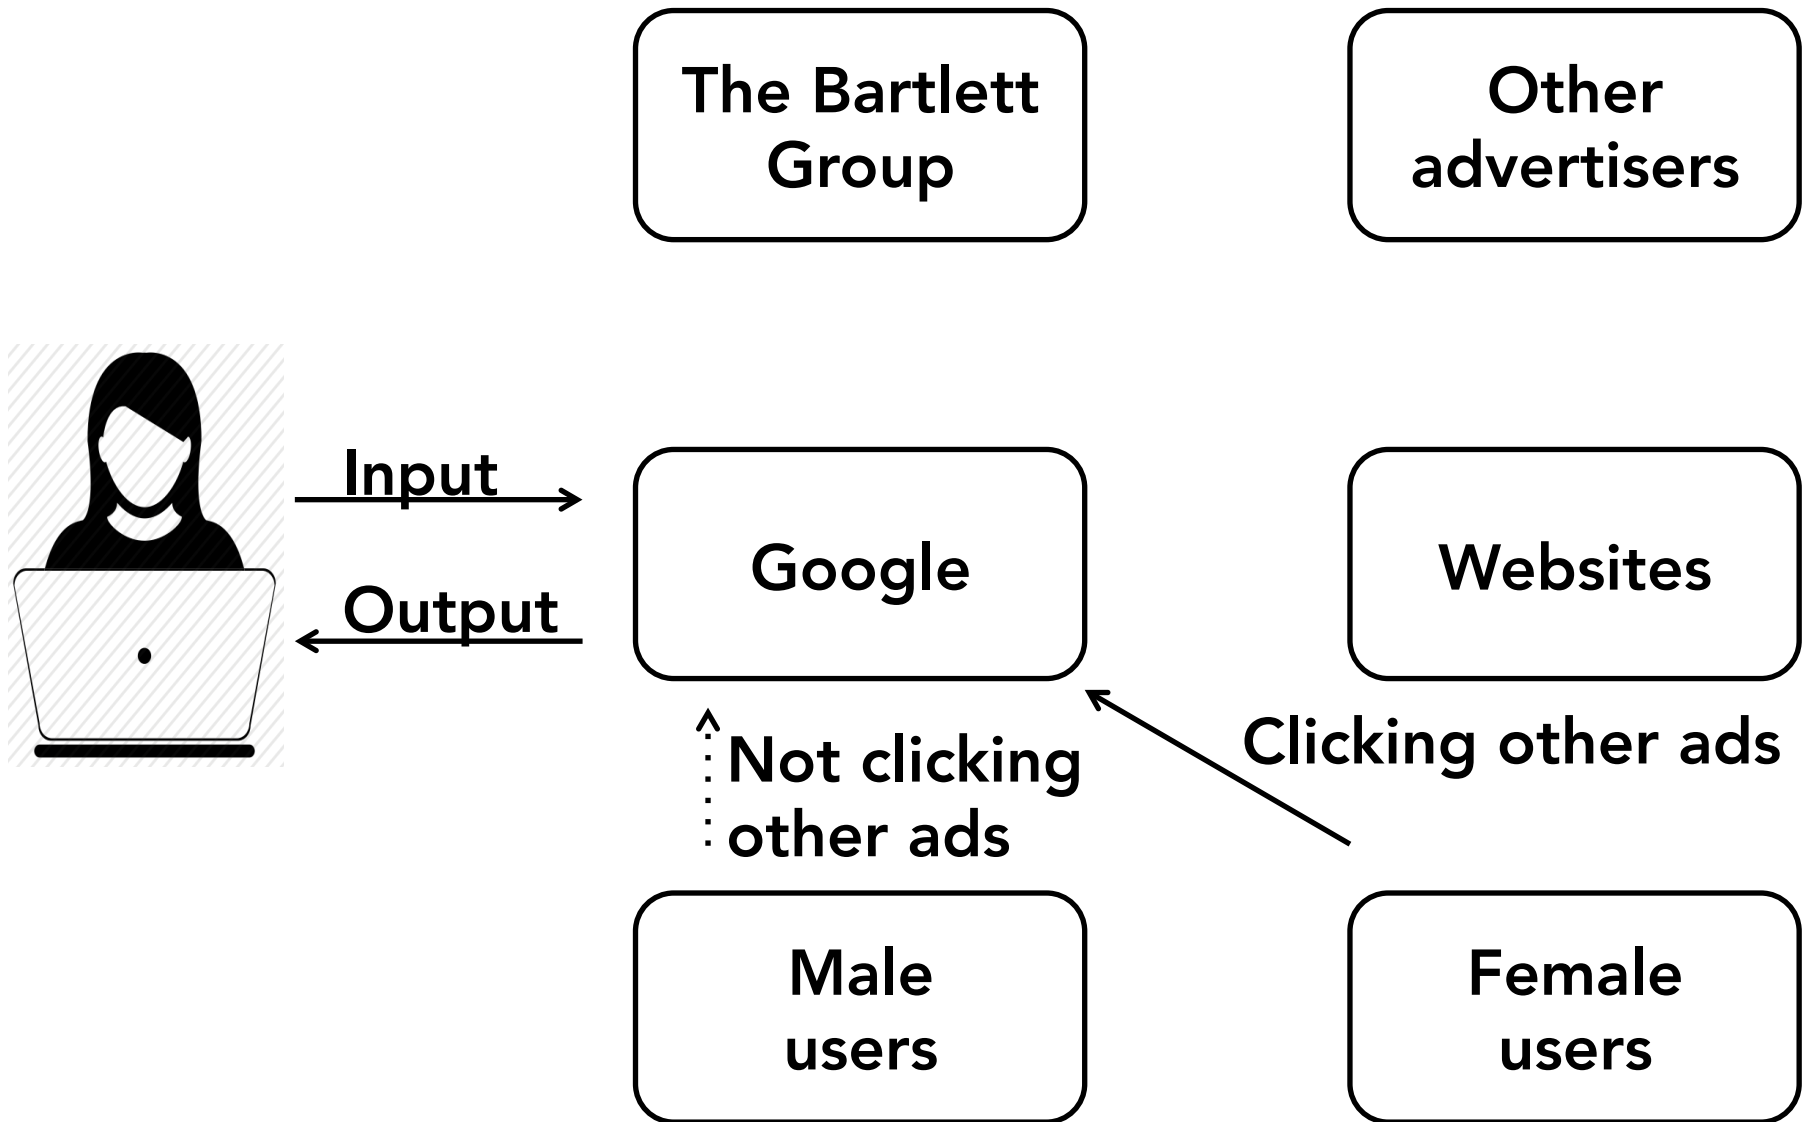 The Bartlett
Group
Other
advertisers
Input
Output
Google
Websites
Not clicking
other ads
Clicking other ads
Male
users
Female
users